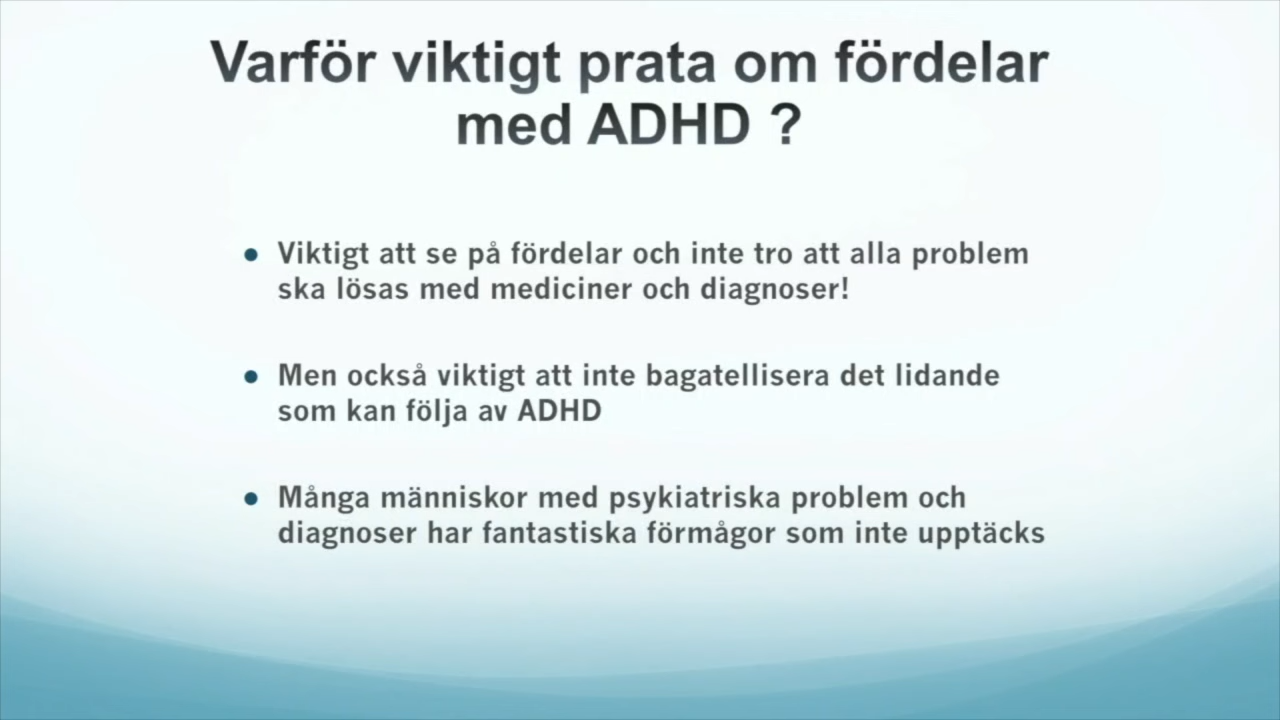 Varför viktigt prata om fördelar
med ADHD ?
● Viktigt att se på fördelar och inte tro att alla problem
ska lösas med mediciner och diagnoser!
● Men också viktigt att inte bagatellisera det lidande
som kan följa av ADHD
● Många människor med psykiatriska problem och
diagnoser har fantastiska förmågor som inte upptäcks